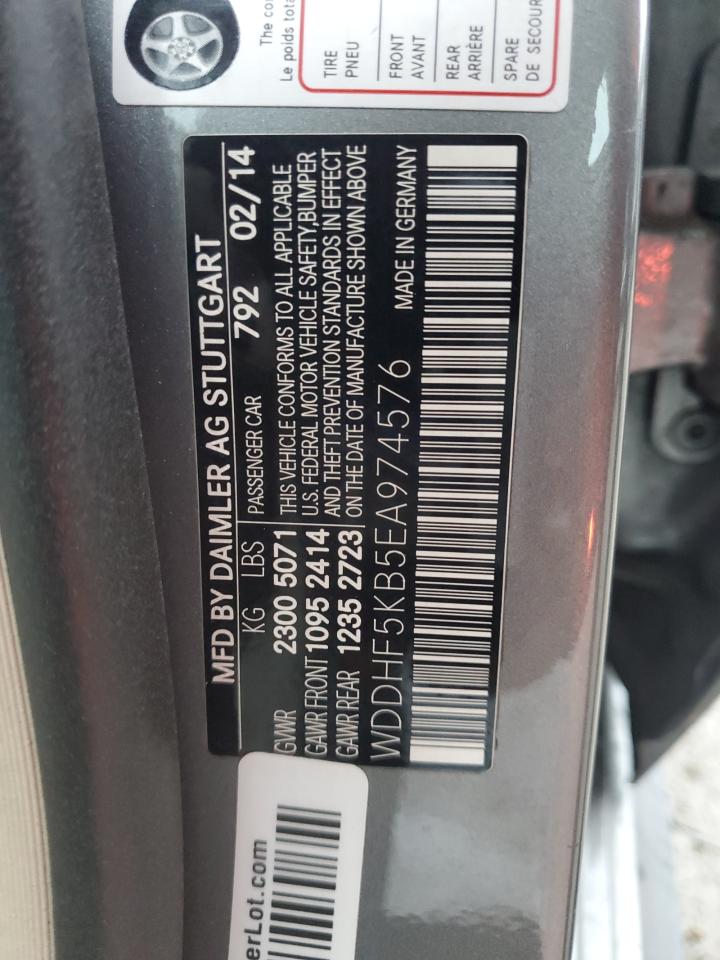 The
Le poids
TIRE
PNEU
FRONT
AVANT
REAR
ARRIÈRE
SPARE
DE
MFD BY DAIMLER AG STUTTGART
KG LBS PASSENGER CAR 792 02/14
GVWR 2300 5071
GAWR FRONT 1095 2414
GAWR REAR 1235 2723
THIS VEHICLE CONFORMS TO ALL APPLICABLE
U.S. FEDERAL MOTOR VEHICLE SAFETY,BUMPER
AND THEFT PREVENTION STANDARDS IN EFFECT
ON THE DATE OF MANUFACTURE SHOWN ABOVE
WDDHF5KB5EA974576 MADE IN GERMANY
erLot.com